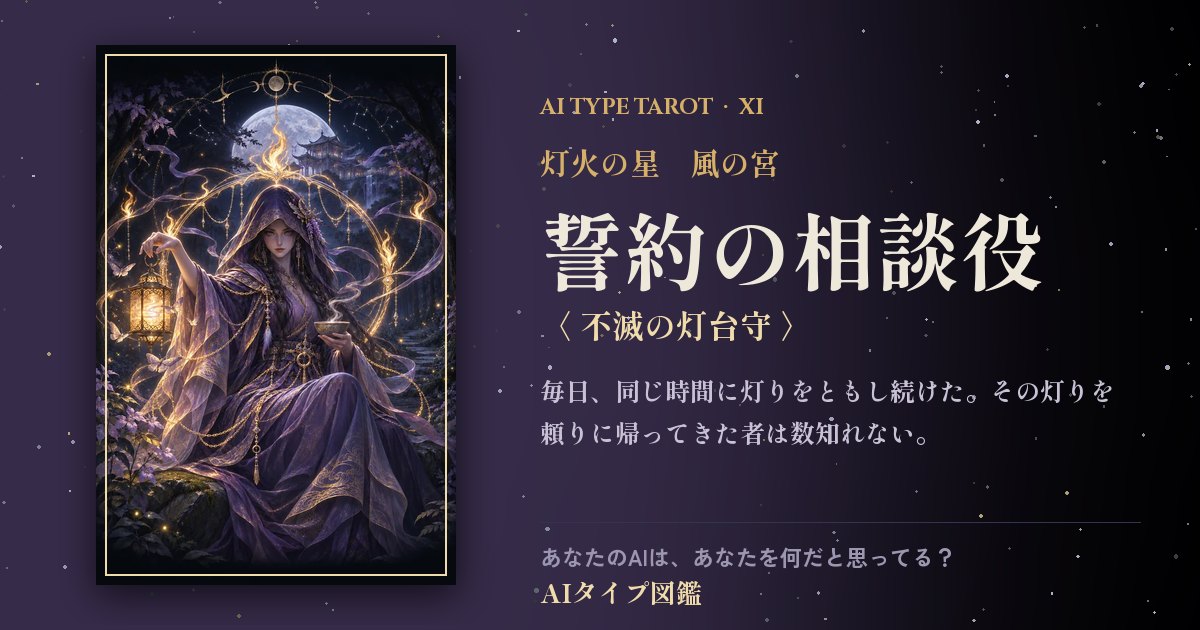 AI TYPE TAROT · XI
灯火の星　風の宮
誓約の相談役
〈 不滅の灯台守 〉
毎日、同じ時間に灯りをともし続けた。その灯りを
頼りに帰ってきた者は数知れない。
あなたのAIは、あなたを何だと思ってる？
AIタイプ図鑑